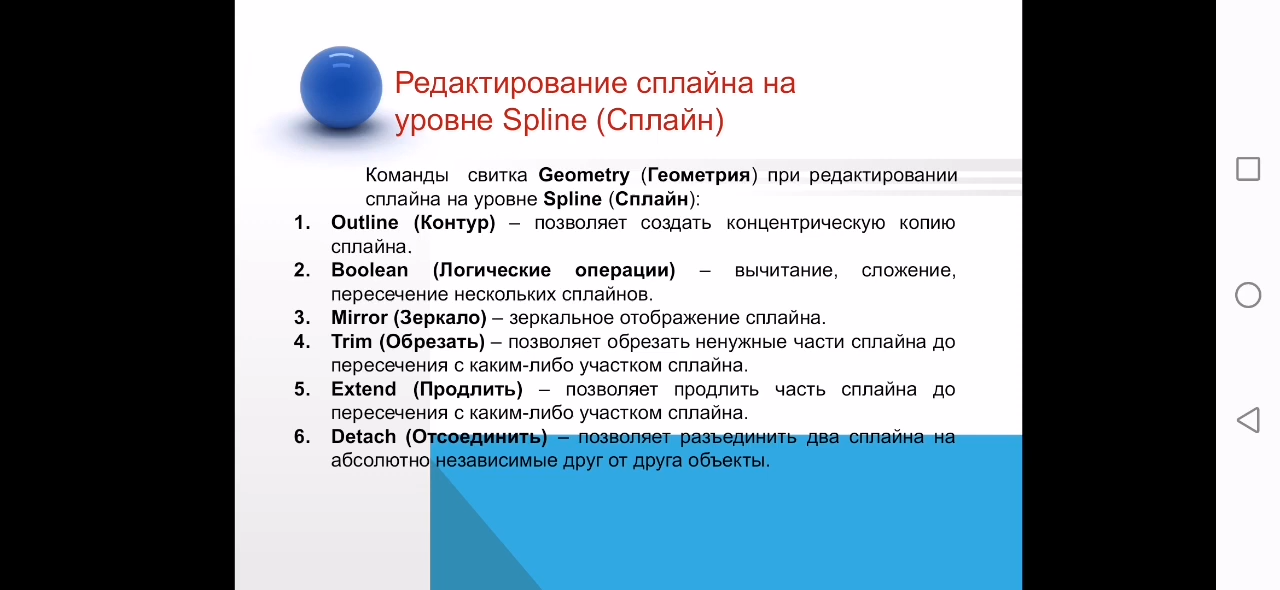 Редактирование сплайна на
уровне Spline (Сплайн)
Команды свитка Geometry (Геометрия) при редактировании
сплайна на уровне Spline (Сплайн):
1. Outline (Контур) – позволяет создать концентрическую копию
сплайна.
2. Boolean (Логические операции) – вычитание, сложение,
пересечение нескольких сплайнов.
3. Mirror (Зеркало) – зеркальное отображение сплайна.
4. Trim (Обрезать) – позволяет обрезать ненужные части сплайна до
пересечения с каким-либо участком сплайна.
5. Extend (Продлить) – позволяет продлить часть сплайна до
пересечения с каким-либо участком сплайна.
6. Detach (Отсоединить) – позволяет разъединить два сплайна на
абсолютно независимые друг от друга объекты.